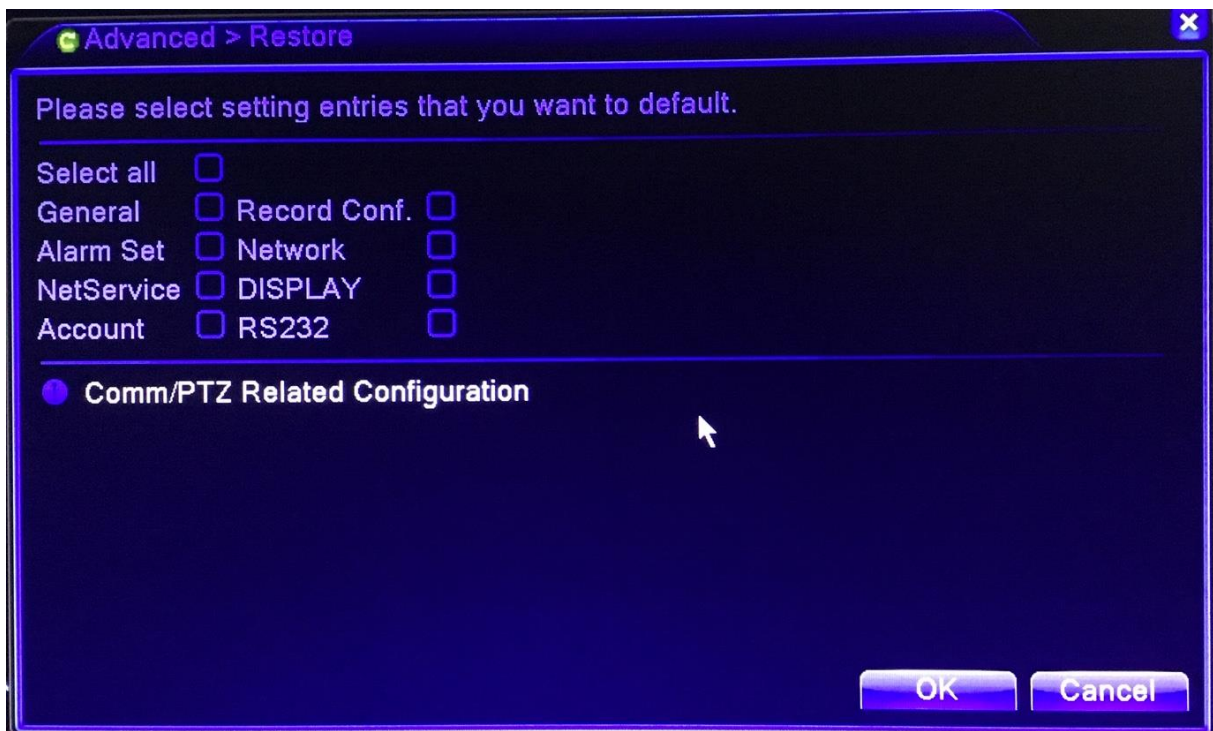 Advanced > Restore
Please select setting entries that you want to default.
Select all
General Record Conf.
Alarm Set Network
NetService DISPLAY
Account RS232
Comm/PTZ Related Configuration
OK Cancel